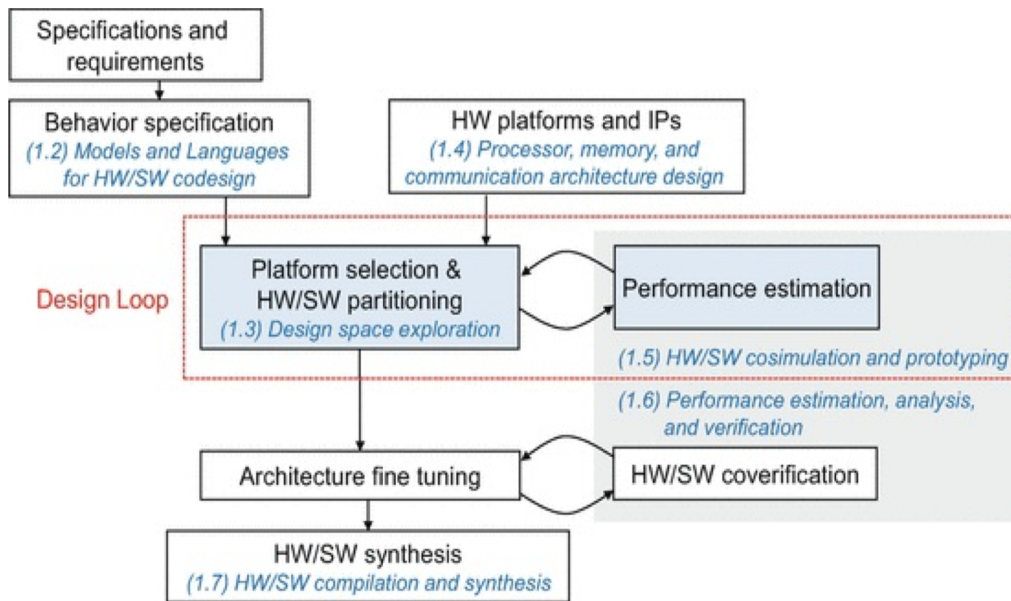 Specifications and
requirements
Behavior specification
(1.2) Models and Languages
for HW/SW codesign
HW platforms and IPs
(1.4) Processor, memory, and
communication architecture design
Design Loop
Platform selection &
HW/SW partitioning
(1.3) Design space exploration
Performance estimation
(1.5) HW/SW cosimulation and prototyping
(1.6) Performance estimation, analysis,
and verification
Architecture fine tuning
HW/SW coverification
HW/SW synthesis
(1.7) HW/SW compilation and synthesis